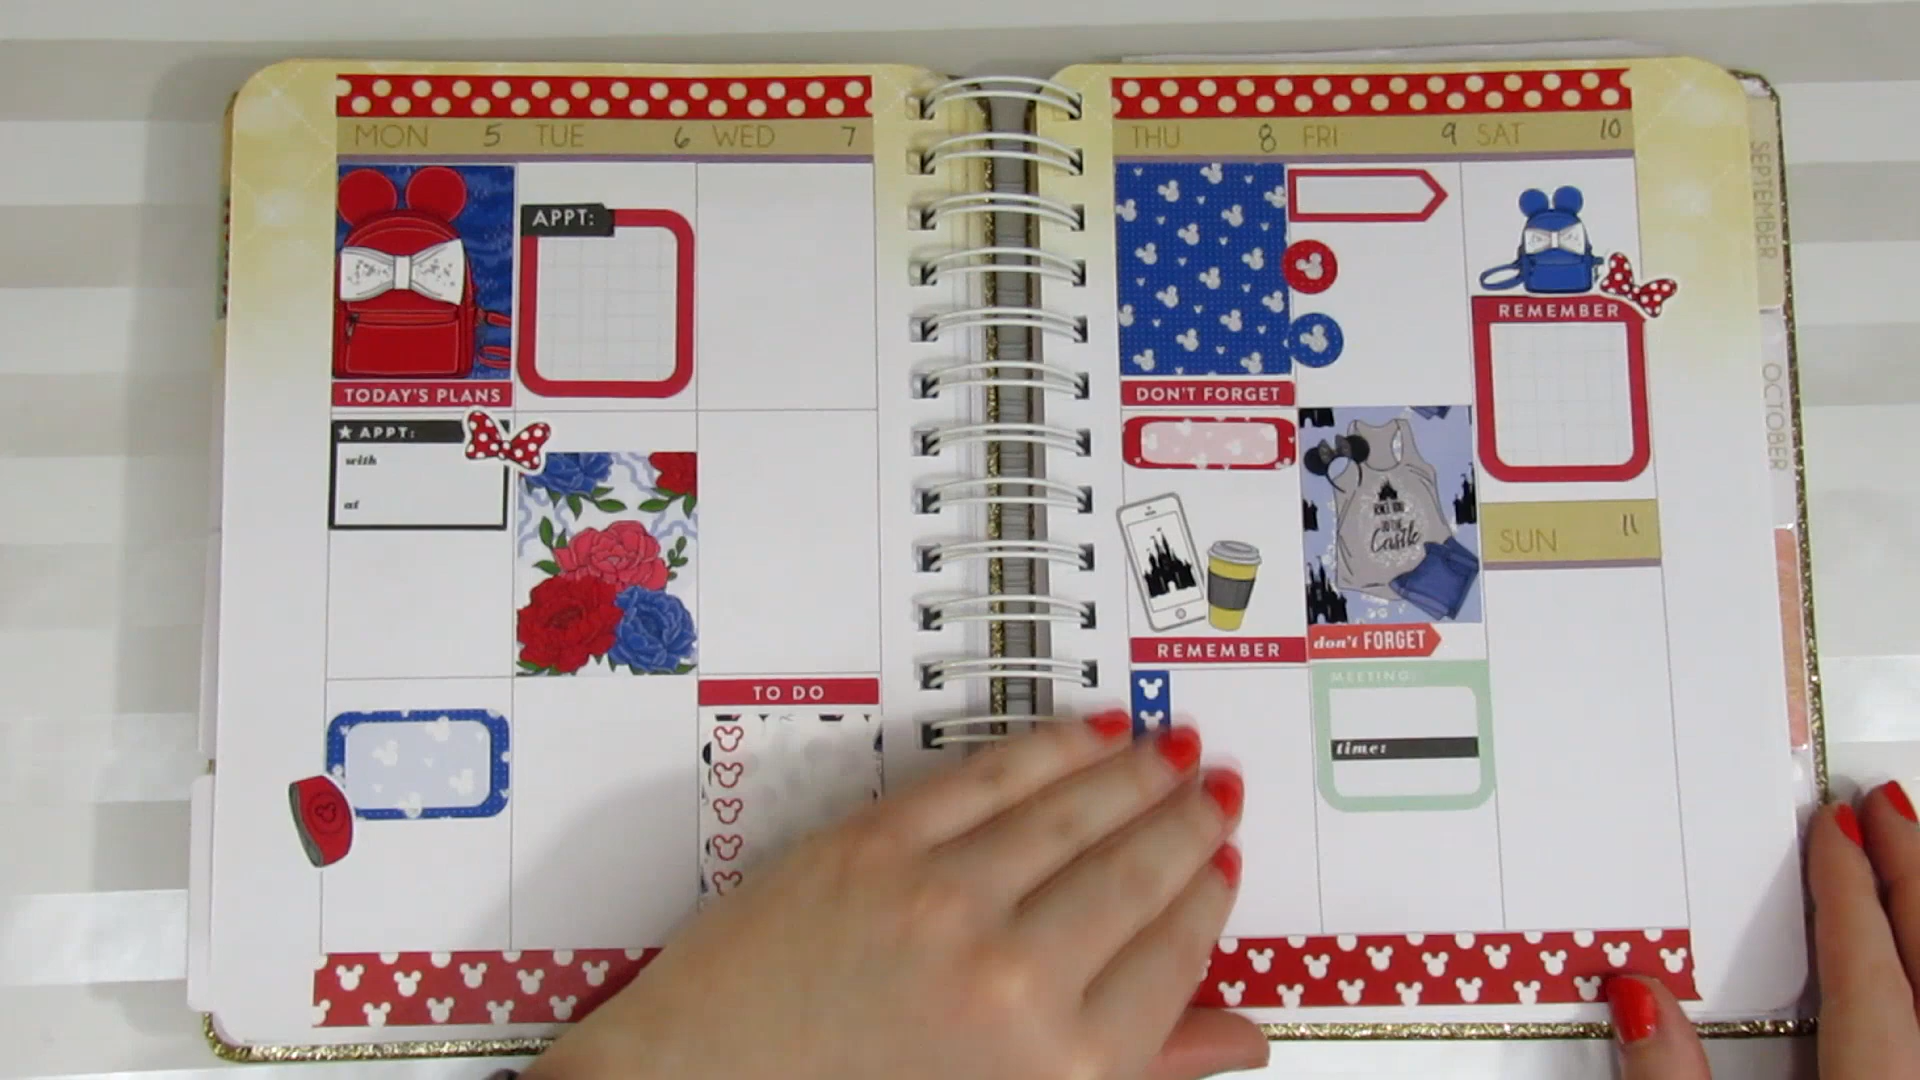 MON 5 TUE 6 WED 7
THU 8 FRI 9 SAT 10
APPT:
TODAY'S PLANS
★ APPT:
with
at
TO DO
DON'T FORGET
REMEMBER
don't FORGET
MEETING:
time:
REMEMBER
SUN 11
Castle
SEPTEMBER
OCTOBER